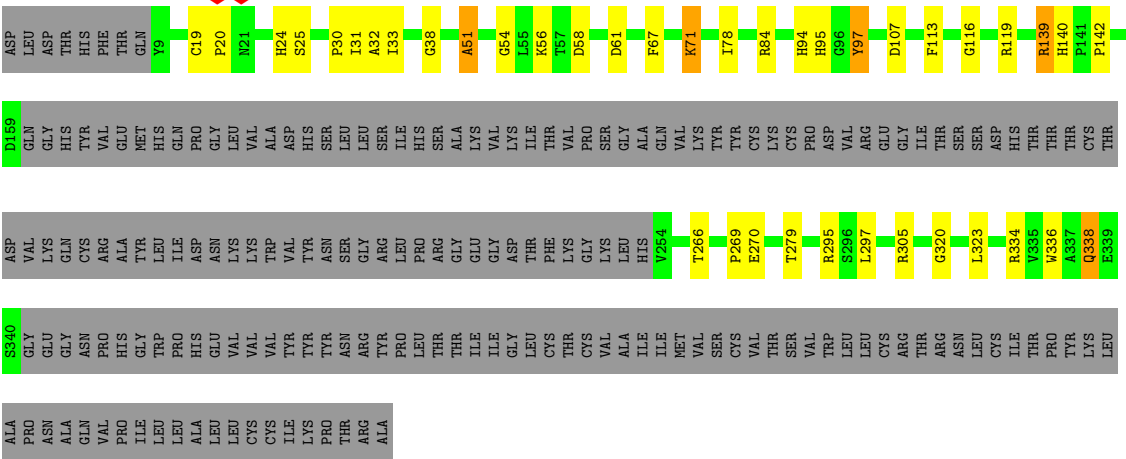 ASP LEU ASP THR HIS PHE THR GLN Y9 C19 P20 N21 H24 S25 P30 I31 A32 I33 G38 A51 G54 L55 K56 T57 D58 D61 F67 K71 I78 R84 H94 H95 G96 Y97 D107 F113 G116 R119 R139 H140 P141 P142
D159 GLN GLY HIS TYR VAL GLU MET HIS GLN PRO GLY LEU VAL ALA ASP HIS SER LEU LEU SER ILE HIS SER ALA LYS VAL LYS ILE THR VAL PRO SER GLY ALA GLN VAL LYS TYR TYR CYS LYS CYS PRO ASP VAL ARG GLU GLY ILE THR SER SER ASP HIS THR THR THR CYS THR
ASP VAL LYS GLN CYS ARG ALA TYR LEU ILE ASP ASN LYS LYS TRP VAL TYR ASN SER GLY ARG LEU PRO ARG GLY GLU GLY ASP THR PHE LYS GLY LYS LEU HIS V254 T266 P269 E270 T279 R295 S296 L297 R305 G320 L323 R334 V335 W336 A337 Q338 E339
S340 GLY GLU GLY ASN PRO HIS GLY TRP PRO HIS GLU VAL VAL VAL TYR TYR TYR ASN ARG TYR PRO LEU THR THR ILE ILE GLY LEU CYS THR CYS VAL ALA ILE ILE MET VAL SER CYS VAL THR SER VAL TRP LEU LEU CYS ARG THR ARG ASN LEU CYS ILE THR PRO TYR LYS LEU
ALA PRO ASN ALA GLN VAL PRO ILE LEU LEU ALA LEU LEU CYS CYS ILE LYS PRO THR ARG ALA